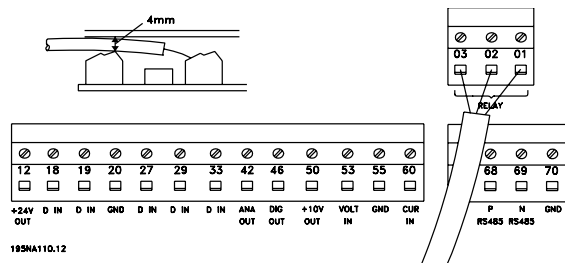 4mm
03 02 01
RELAY
12 18 19 20 27 29 33 42 46 50 53 55 60
68 69 70
+24V OUT D IN D IN GND D IN D IN D IN ANA OUT DIG OUT +10V OUT VOLT IN GND CUR IN
P RS485 N RS485 GND
195NA110.12